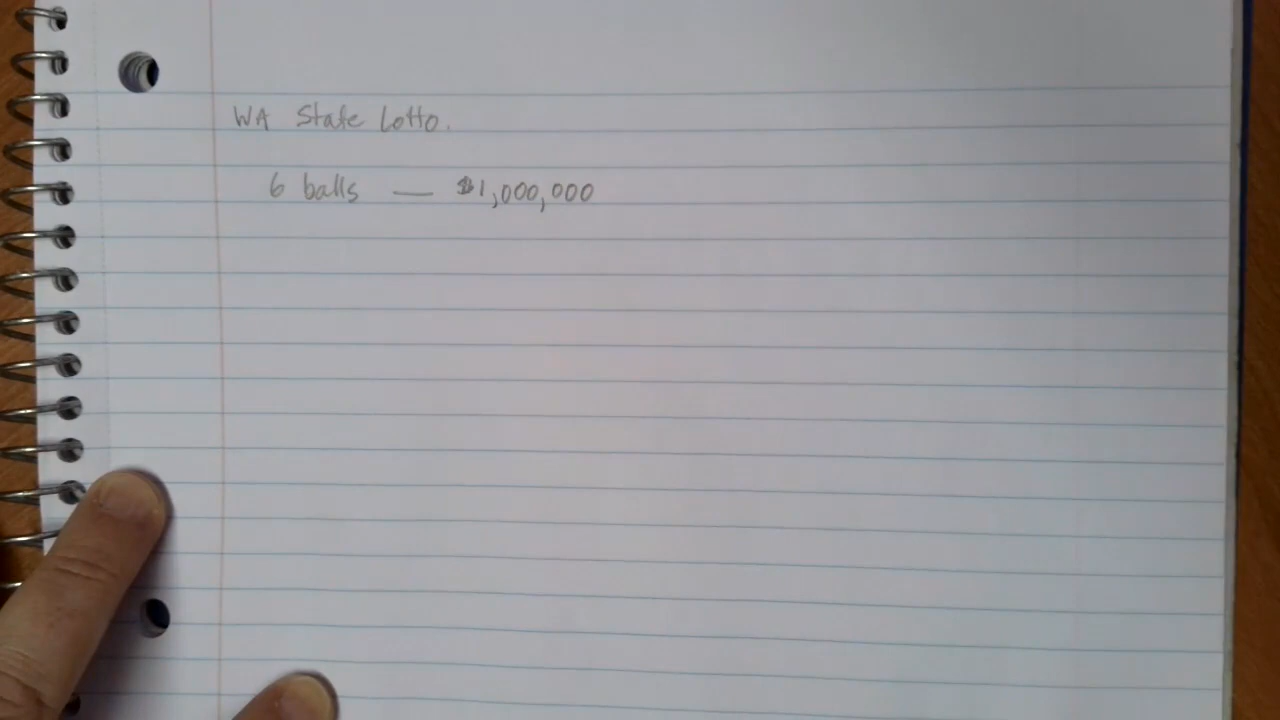 WA State Lotto.
6 balls — $1,000,000